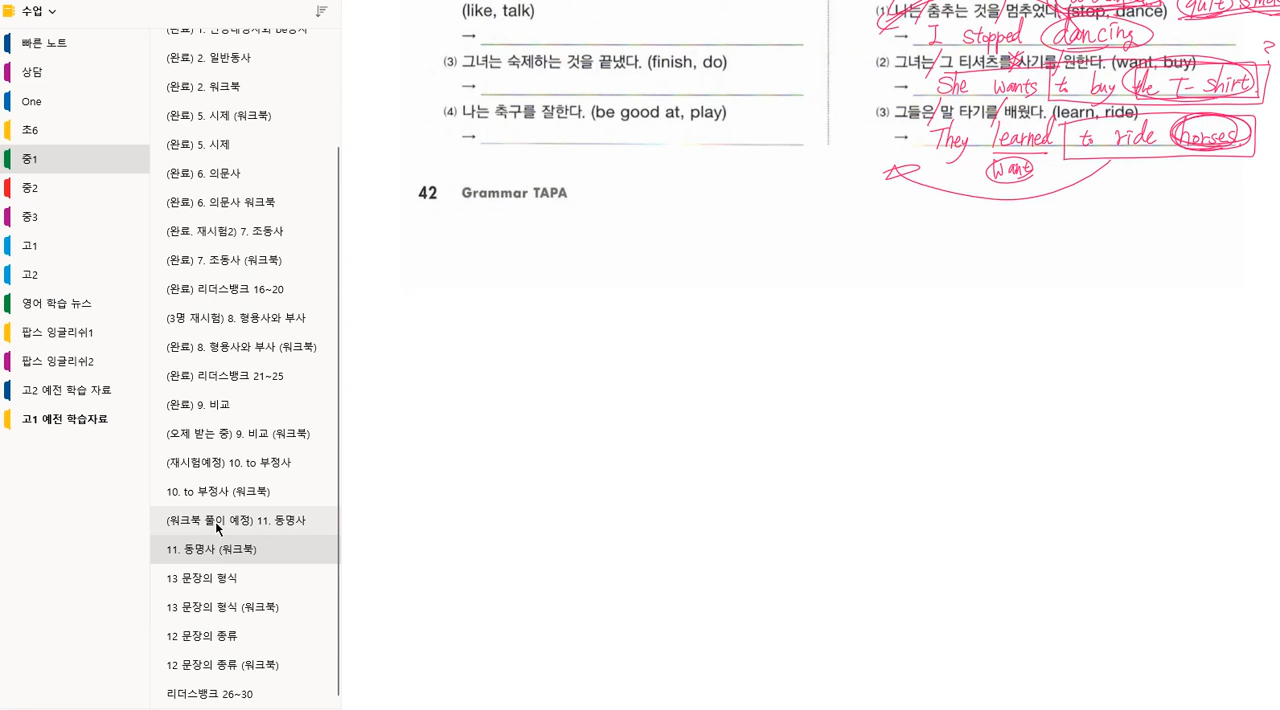 수업
빠른 노트
상담
One
초6
중1
중2
중3
고1
고2
영어 학습 뉴스
팝스 잉글리쉬1
팝스 잉글리쉬2
고2 예전 학습 자료
고1 예전 학습자료
(완료) 2. 일반동사
(완료) 2. 워크북
(완료) 5. 시제 (워크북)
(완료) 5. 시제
(완료) 6. 의문사
(완료) 6. 의문사 워크북
(완료. 재시험2) 7. 조동사
(완료) 7. 조동사 (워크북)
(완료) 리더스뱅크 16~20
(3명 재시험) 8. 형용사와 부사
(완료) 8. 형용사와 부사 (워크북)
(완료) 리더스뱅크 21~25
(완료) 9. 비교
(오제 받는 중) 9. 비교 (워크북)
(재시험예정) 10. to 부정사
10. to 부정사 (워크북)
(워크북 풀이 예정) 11. 동명사
11. 동명사 (워크북)
13 문장의 형식
13 문장의 형식 (워크북)
12 문장의 종류
12 문장의 종류 (워크북)
리더스뱅크 26~30
(like, talk)
→
(3) 그녀는 숙제하는 것을 끝냈다. (finish, do)
→
(4) 나는 축구를 잘한다. (be good at, play)
→
42 Grammar TAPA
(1) 나는 춤추는 것을 멈추었다. (stop, dance)
→ I stopped dancing
(2) 그녀는 그 티셔츠를 사기를 원한다. (want, buy)
→ She wants to buy the T-shirt.
(3) 그들은 말 타기를 배웠다. (learn, ride)
→ They learned to ride horses.
want